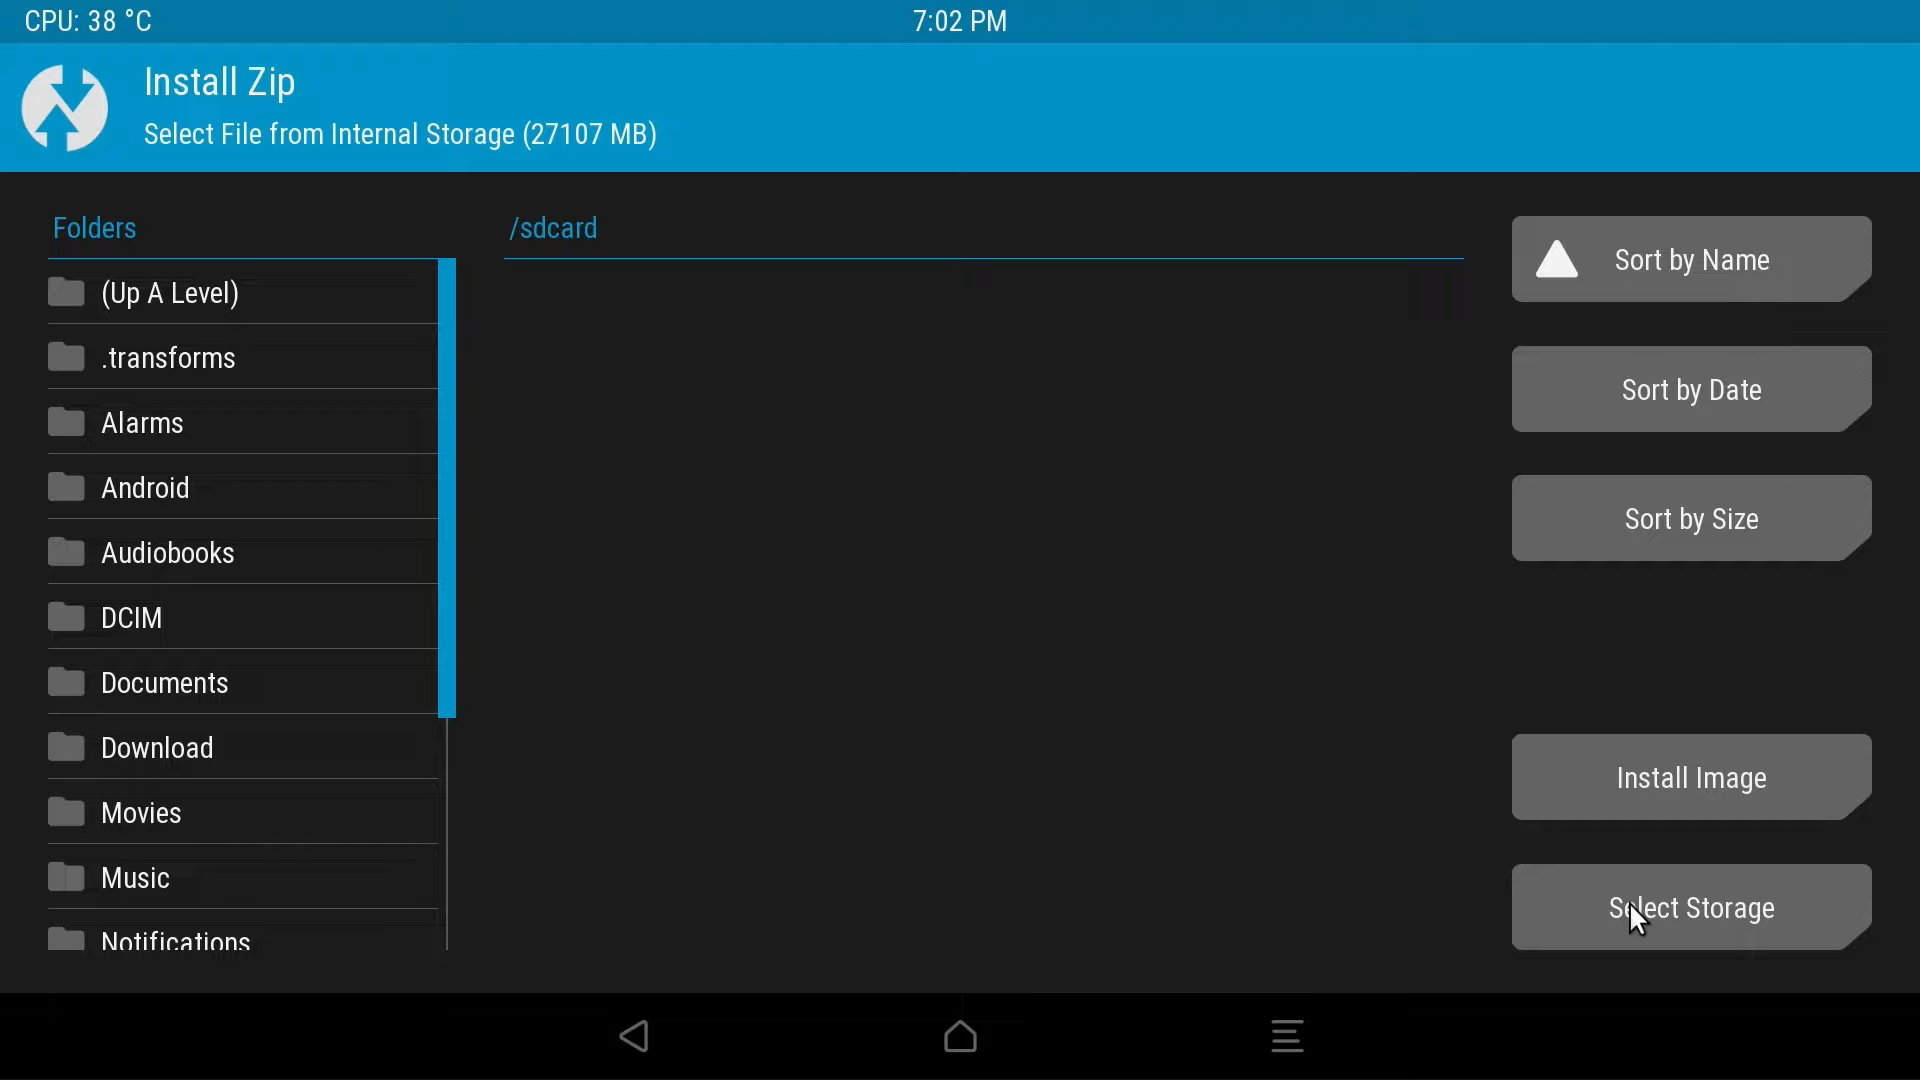 CPU: 38 °C
7:02 PM
Install Zip
Select File from Internal Storage (27107 MB)
Folders
(Up A Level)
.transforms
Alarms
Android
Audiobooks
DCIM
Documents
Download
Movies
Music
Notifications
/sdcard
Sort by Name
Sort by Date
Sort by Size
Install Image
Select Storage